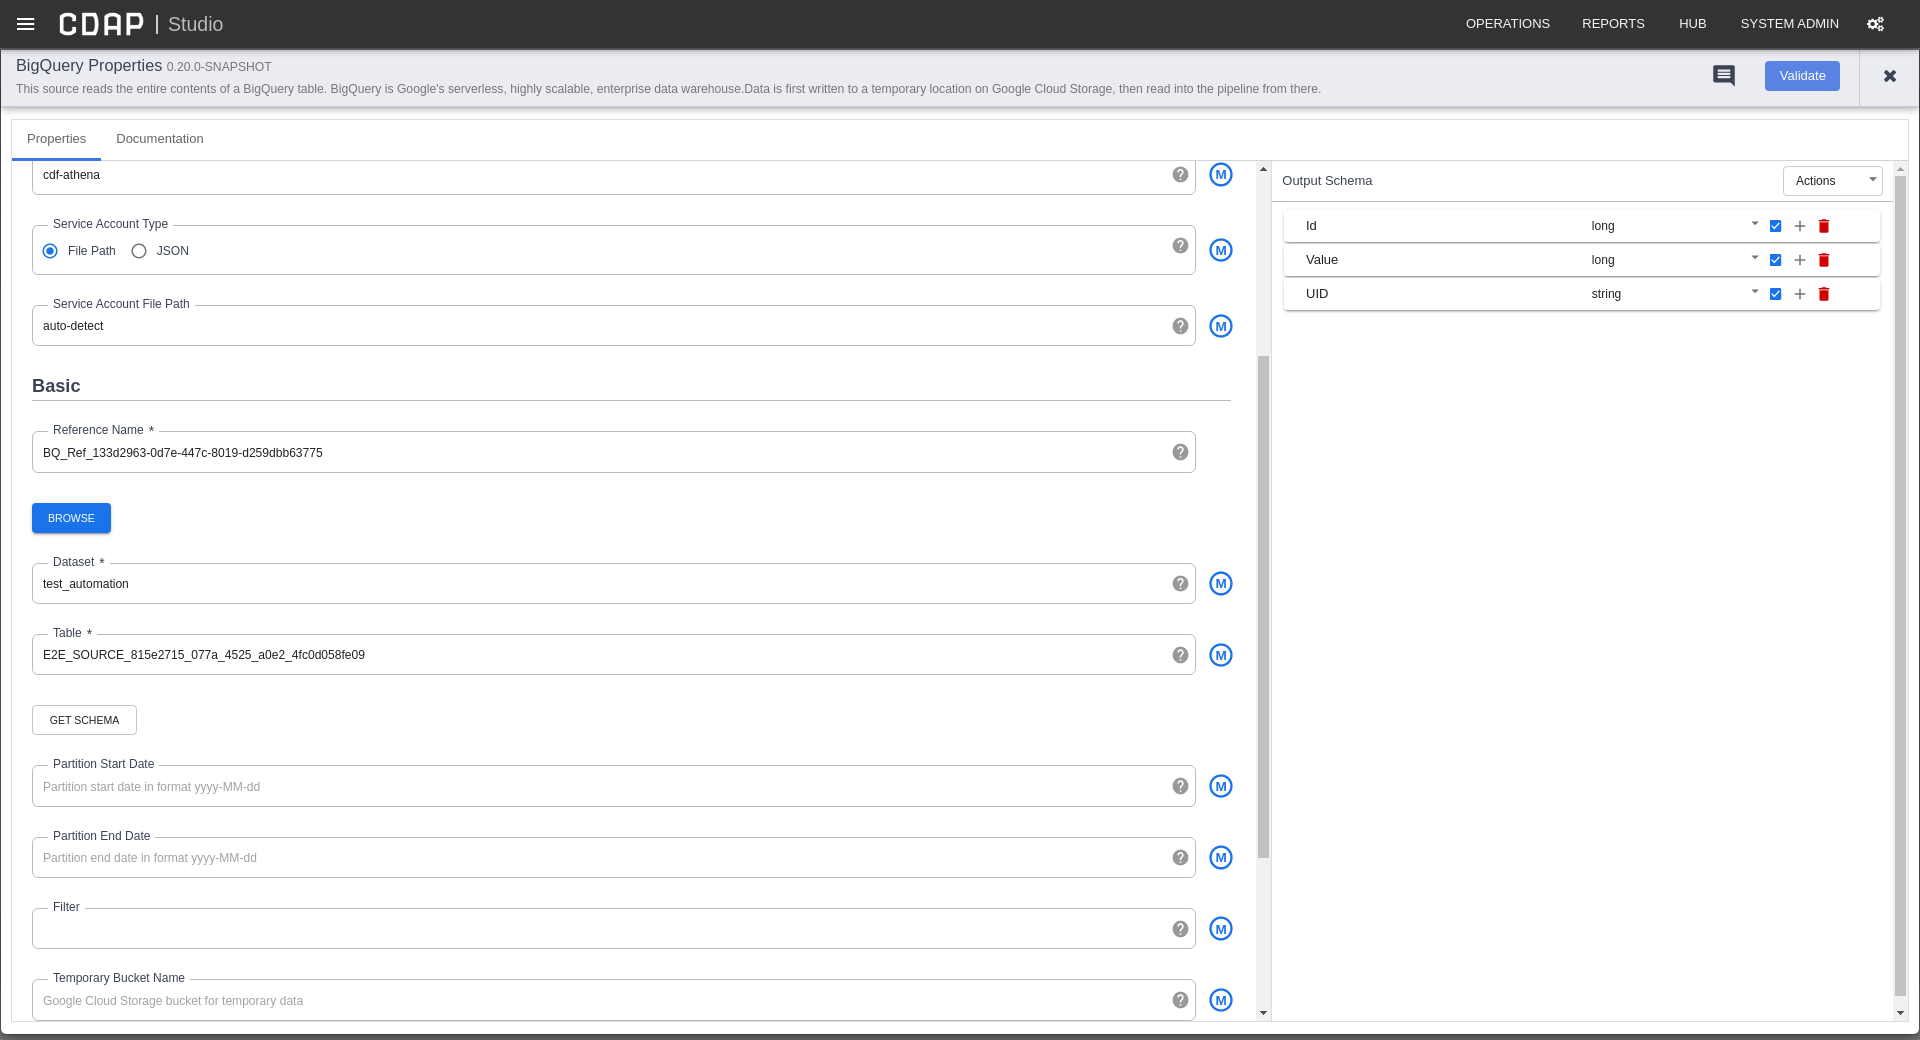 CDAP | Studio
OPERATIONS REPORTS HUB SYSTEM ADMIN
BigQuery Properties 0.20.0-SNAPSHOT
This source reads the entire contents of a BigQuery table. BigQuery is Google's serverless, highly scalable, enterprise data warehouse.Data is first written to a temporary location on Google Cloud Storage, then read into the pipeline from there.
Validate
Properties Documentation
cdf-athena
M
Service Account Type
File Path JSON
M
Service Account File Path
auto-detect
M
Basic
Reference Name *
BQ_Ref_133d2963-0d7e-447c-8019-d259dbb63775
BROWSE
Dataset *
test_automation
M
Table *
E2E_SOURCE_815e2715_077a_4525_a0e2_4fc0d058fe09
M
GET SCHEMA
Partition Start Date
Partition start date in format yyyy-MM-dd
M
Partition End Date
Partition end date in format yyyy-MM-dd
M
Filter
M
Temporary Bucket Name
Google Cloud Storage bucket for temporary data
M
Output Schema
Actions
Id long
Value long
UID string